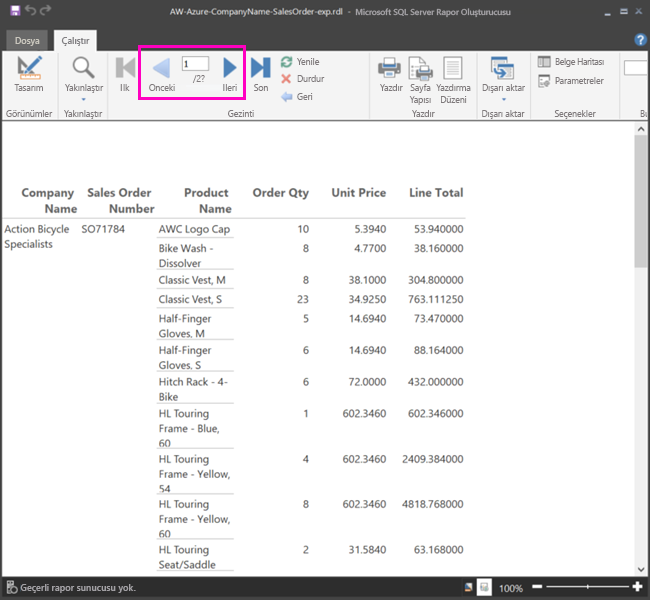 AW-Azure-CompanyName-SalesOrder-exp.rdl - Microsoft SQL Server Rapor Oluşturucusu
Dosya Çalıştır
Tasarım Yakınlaştır İlk Önceki 1 /2? İleri Son Yenile Durdur Geri Yazdır Sayfa Yapısı Yazdırma Düzeni Dışarı aktar Belge Haritası Parametreler
Görünümler Yakınlaştır Gezinti Yazdır Dışarı aktar Seçenekler
Company Name Sales Order Number Product Name Order Qty Unit Price Line Total
Action Bicycle Specialists SO71784 AWC Logo Cap 10 5.3940 53.940000
Bike Wash - Dissolver 8 4.7700 38.160000
Classic Vest, M 8 38.1000 304.800000
Classic Vest, S 23 34.9250 763.111250
Half-Finger Gloves, M 5 14.6940 73.470000
Half-Finger Gloves, S 6 14.6940 88.164000
Hitch Rack - 4-Bike 6 72.0000 432.000000
HL Touring Frame - Blue, 60 1 602.3460 602.346000
HL Touring Frame - Yellow, 54 4 602.3460 2409.384000
HL Touring Frame - Yellow, 60 8 602.3460 4818.768000
HL Touring Seat/Saddle 2 31.5840 63.168000
Geçerli rapor sunucusu yok. 100%